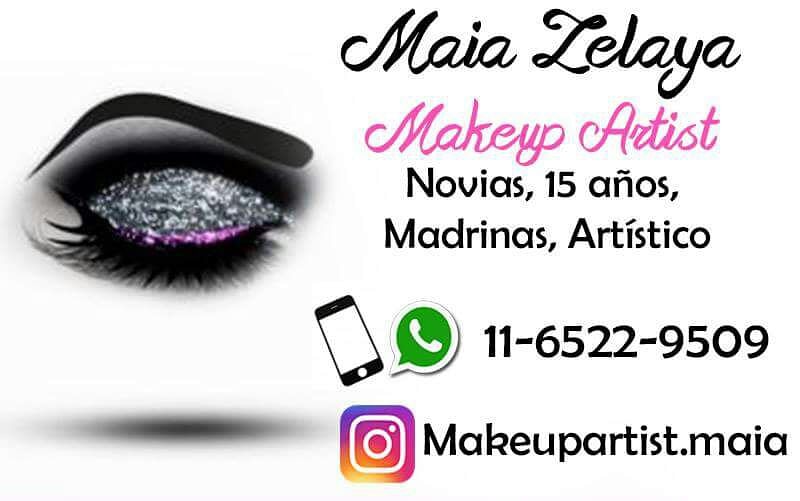 Maia Zelaya
Makeup Artist
Novias, 15 años,
Madrinas, Artístico
11-6522-9509
Makeupartist.maia